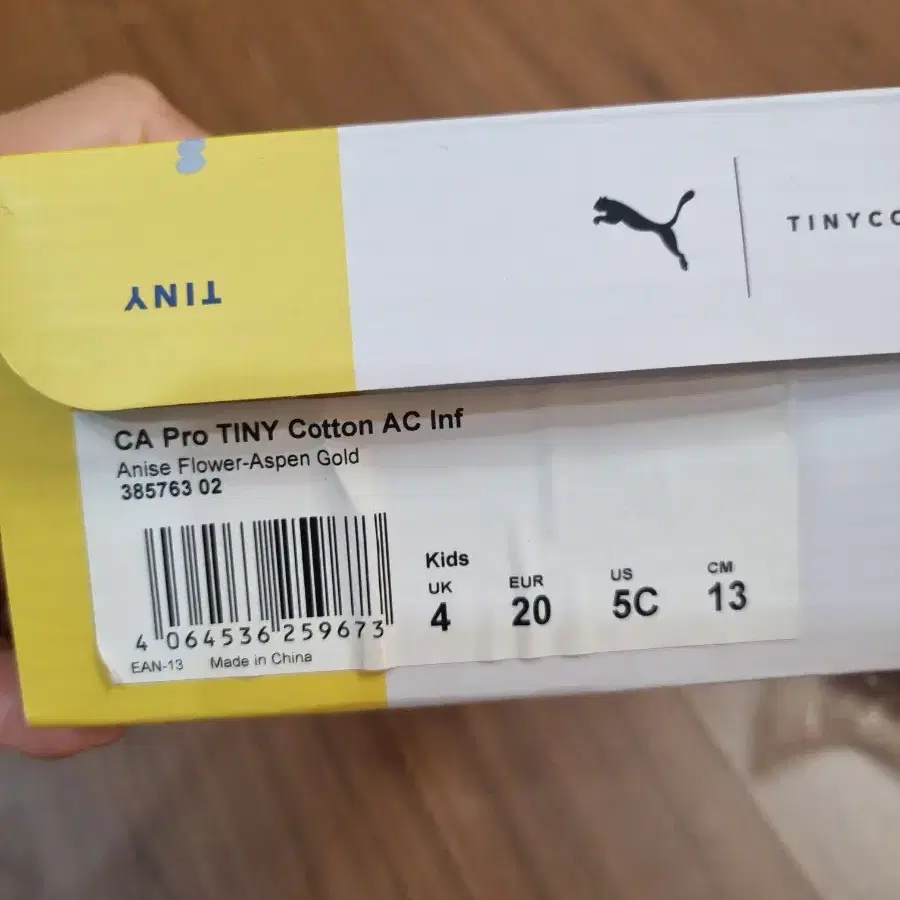 TINY
TINYCO
CA Pro TINY Cotton AC Inf
Anise Flower-Aspen Gold
385763 02
4 064536 259673
EAN-13 Made in China
Kids
UK EUR US CM
4 20 5C 13